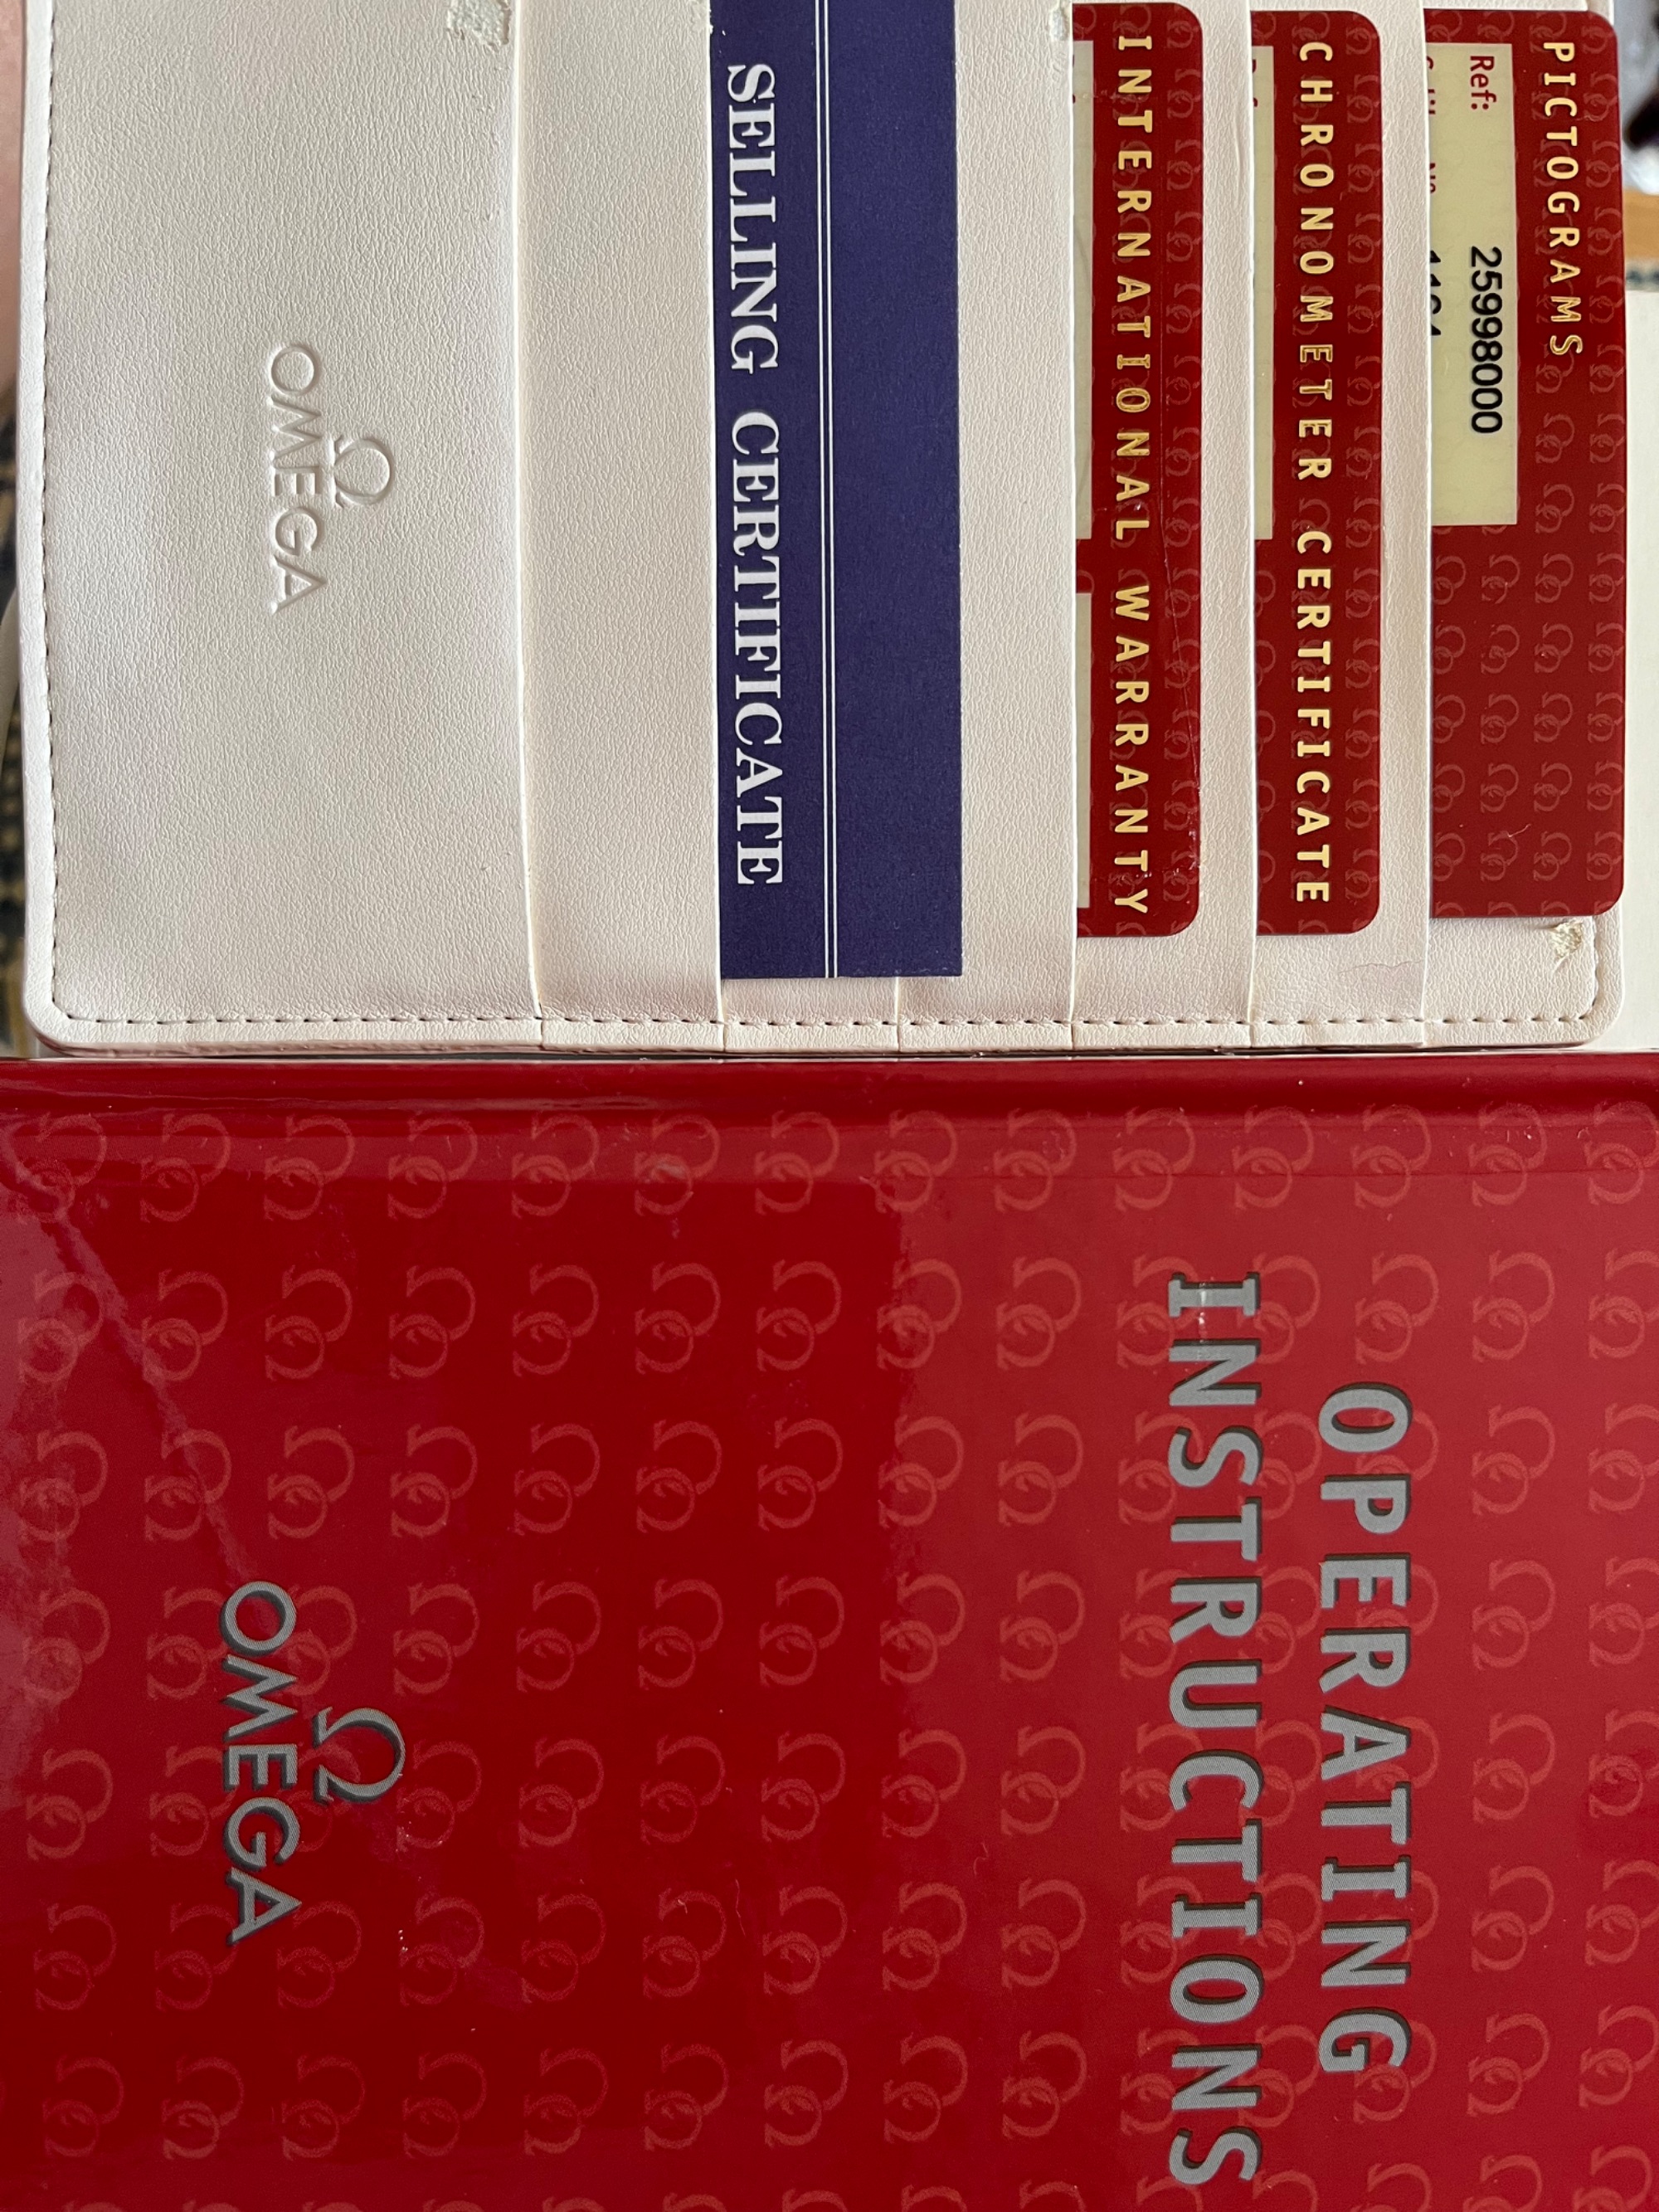 PICTOGRAMS
Ref: 25998000
CHRONOMETER CERTIFICATE
INTERNATIONAL WARRANTY
SELLING CERTIFICATE
Ω
OMEGA
OPERATING
INSTRUCTIONS
Ω
OMEGA